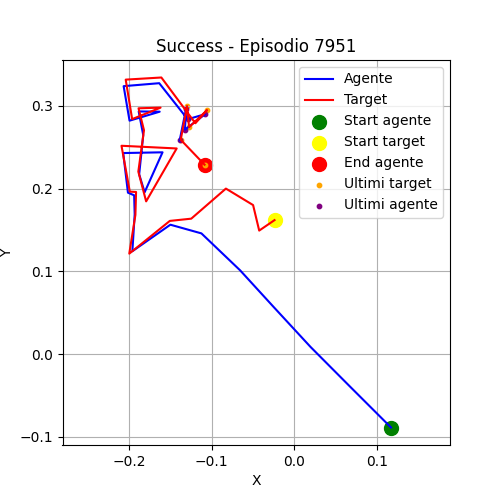 Success - Episodio 7951
Agente
Target
Start agente
Start target
End agente
Ultimi target
Ultimi agente
0.3
0.2
0.1
0.0
−0.1
Y
−0.2
−0.1
0.0
0.1
X